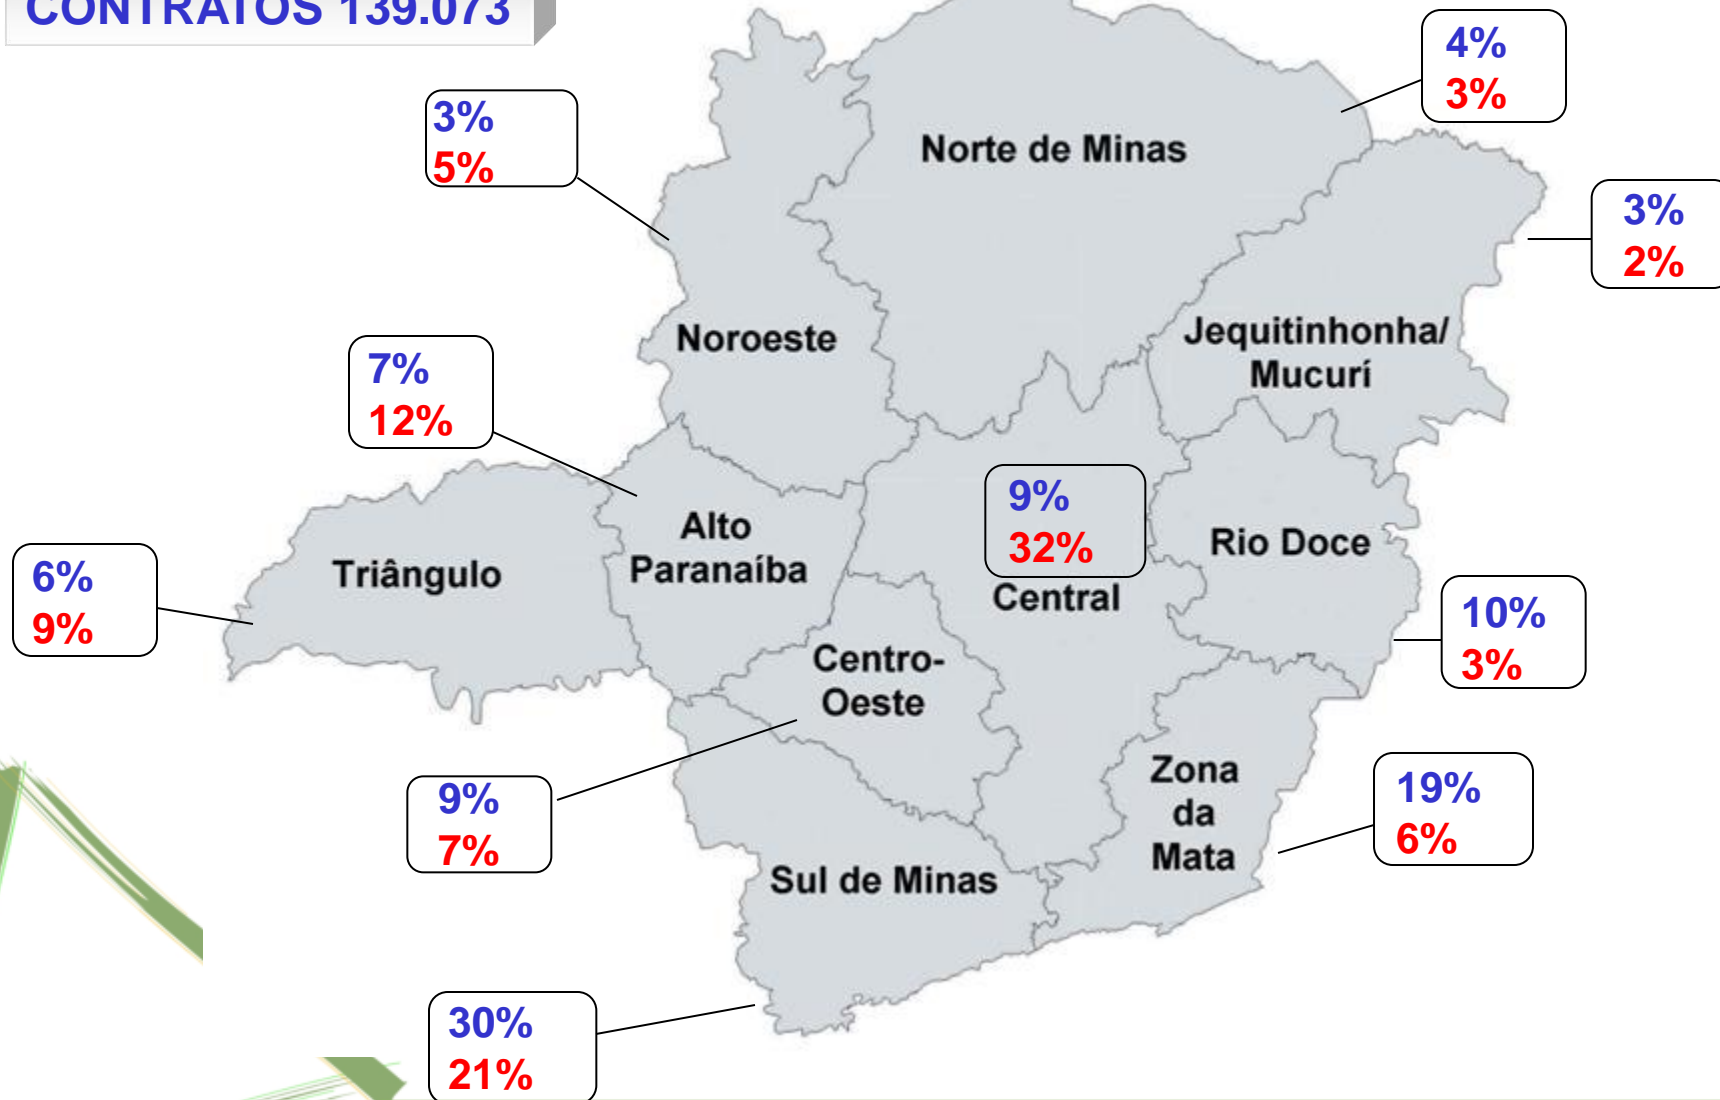 CONTRATOS 139.073
4%
3%
3%
5%
Norte de Minas
3%
2%
Noroeste
Jequitinhonha/
Mucurí
7%
12%
9%
32%
Alto
Paranaíba
Rio Doce
Triângulo
6%
9%
Central
10%
3%
Centro-
Oeste
Zona
da
Mata
19%
6%
9%
7%
Sul de Minas
30%
21%